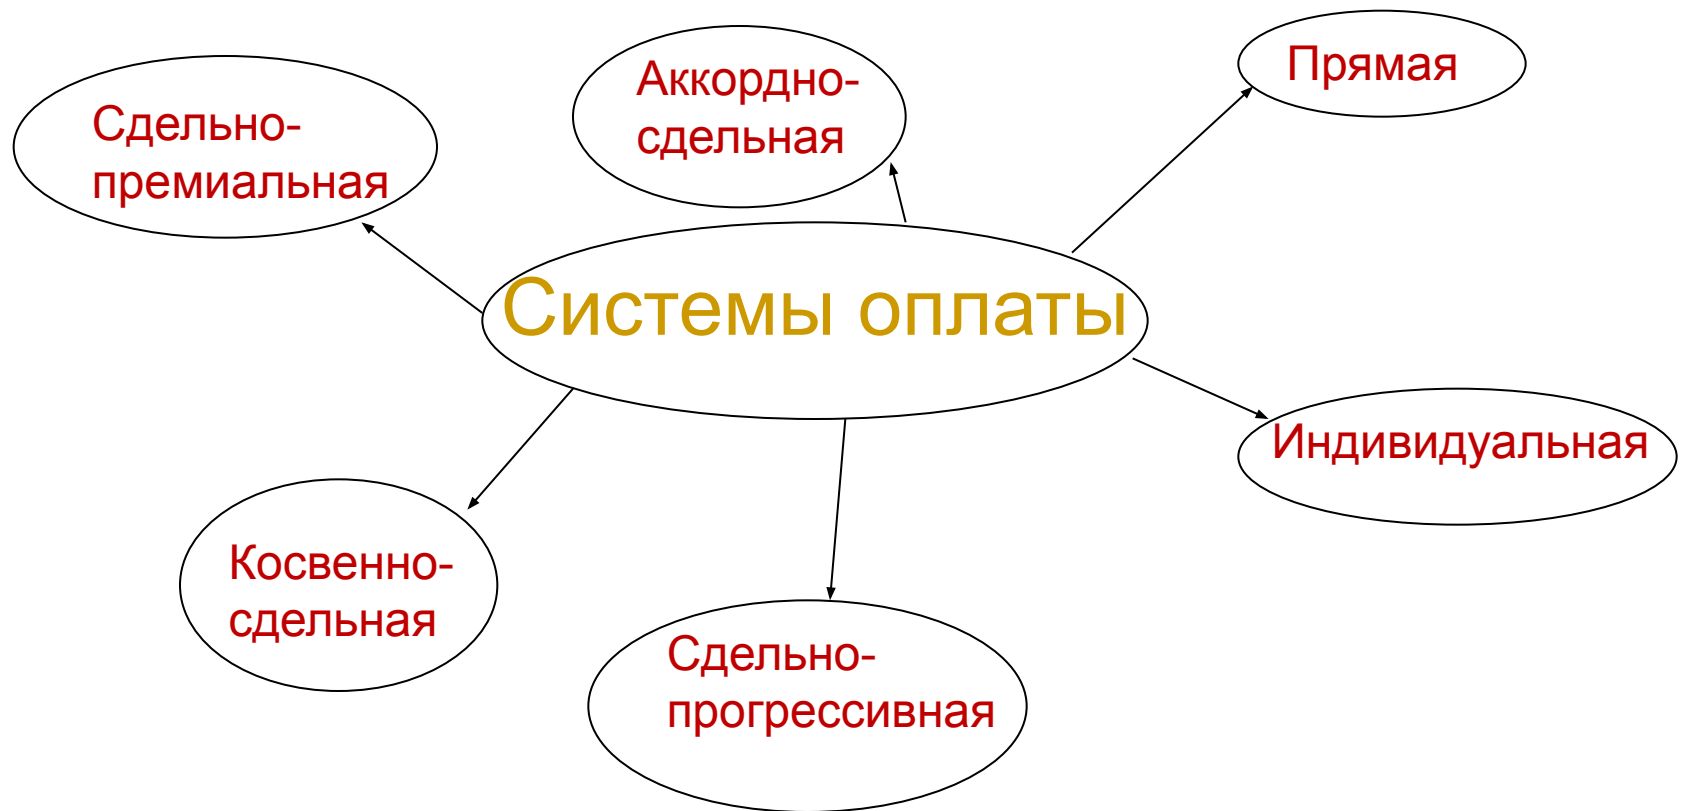 Сдельно-
премиальная
Аккордно-
сдельная
Прямая
Системы оплаты
Индивидуальная
Косвенно-
сдельная
Сдельно-
прогрессивная